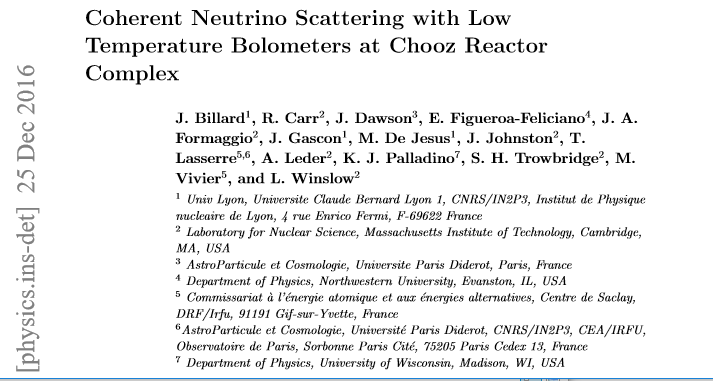 Coherent Neutrino Scattering with Low
Temperature Bolometers at Chooz Reactor
Complex
J. Billard¹, R. Carr², J. Dawson³, E. Figueroa-Feliciano⁴, J. A.
Formaggio², J. Gascon¹, M. De Jesus¹, J. Johnston², T.
Lasserre⁵,⁶, A. Leder², K. J. Palladino⁷, S. H. Trowbridge², M.
Vivier⁵, and L. Winslow²
¹ Univ Lyon, Universite Claude Bernard Lyon 1, CNRS/IN2P3, Institut de Physique
nucleaire de Lyon, 4 rue Enrico Fermi, F-69622 France
² Laboratory for Nuclear Science, Massachusetts Institute of Technology, Cambridge,
MA, USA
³ AstroParticule et Cosmologie, Universite Paris Diderot, Paris, France
⁴ Department of Physics, Northwestern University, Evanston, IL, USA
⁵ Commissariat à l'énergie atomique et aux énergies alternatives, Centre de Saclay,
DRF/Irfu, 91191 Gif-sur-Yvette, France
⁶AstroParticule et Cosmologie, Université Paris Diderot, CNRS/IN2P3, CEA/IRFU,
Observatoire de Paris, Sorbonne Paris Cité, 75205 Paris Cedex 13, France
⁷ Department of Physics, University of Wisconsin, Madison, WI, USA
[physics.ins-det] 25 Dec 2016